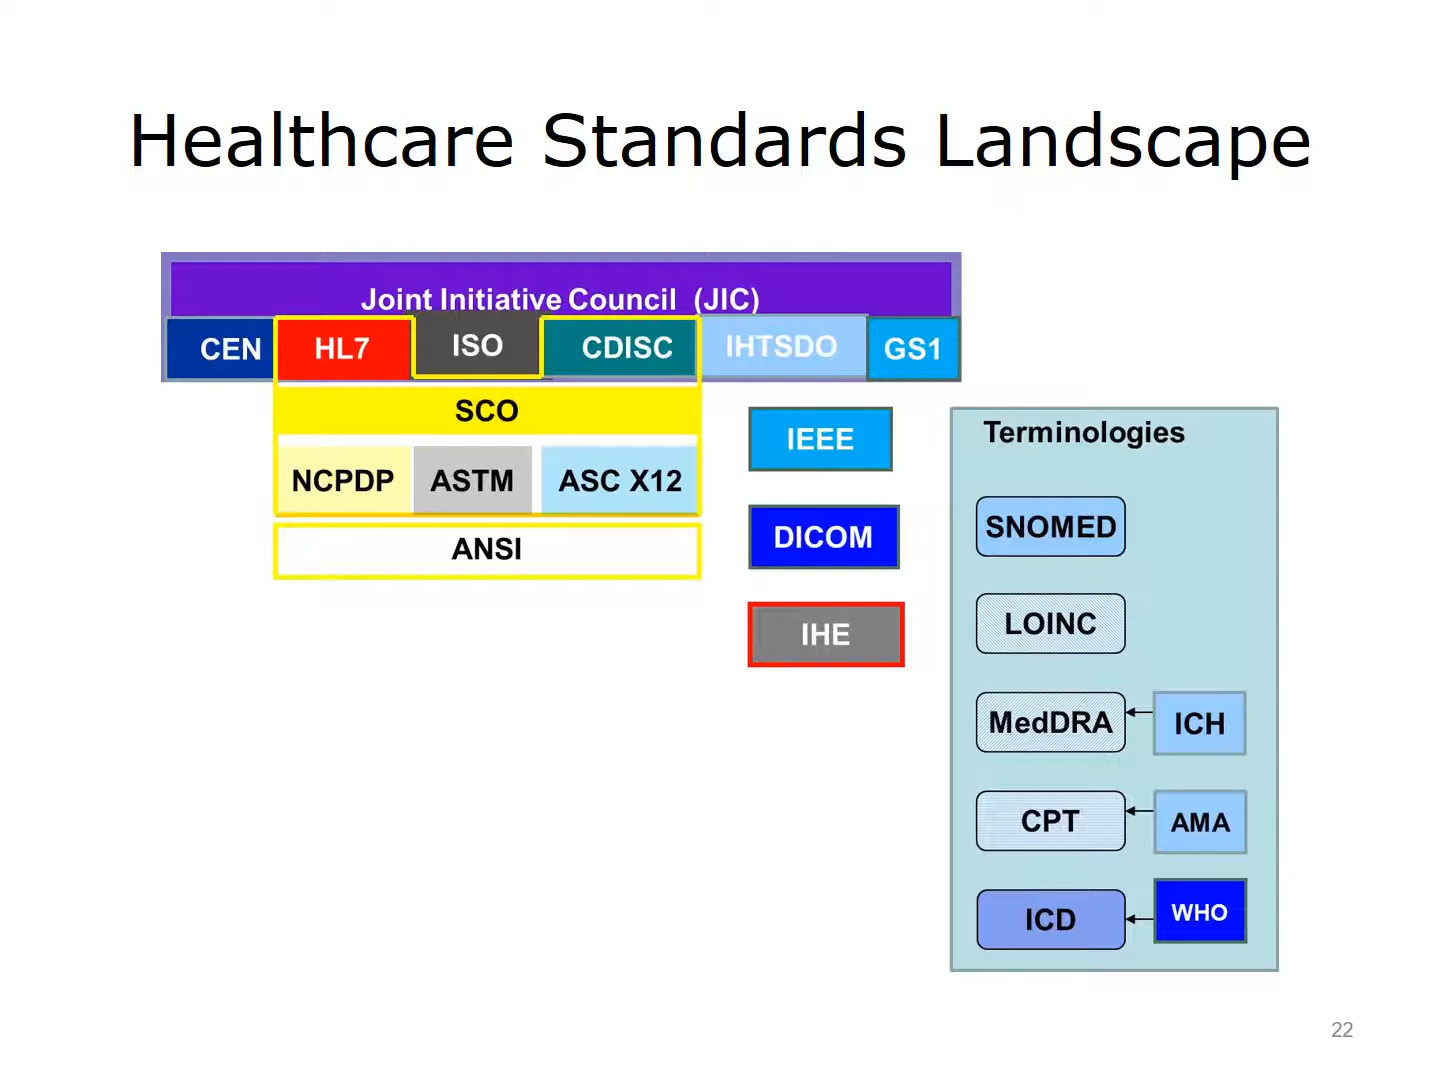 Healthcare Standards Landscape
Joint Initiative Council (JIC)
CEN HL7 ISO CDISC IHTSDO GS1
SCO
NCPDP ASTM ASC X12
ANSI
IEEE
DICOM
IHE
Terminologies
SNOMED
LOINC
MedDRA ICH
CPT AMA
ICD WHO
22